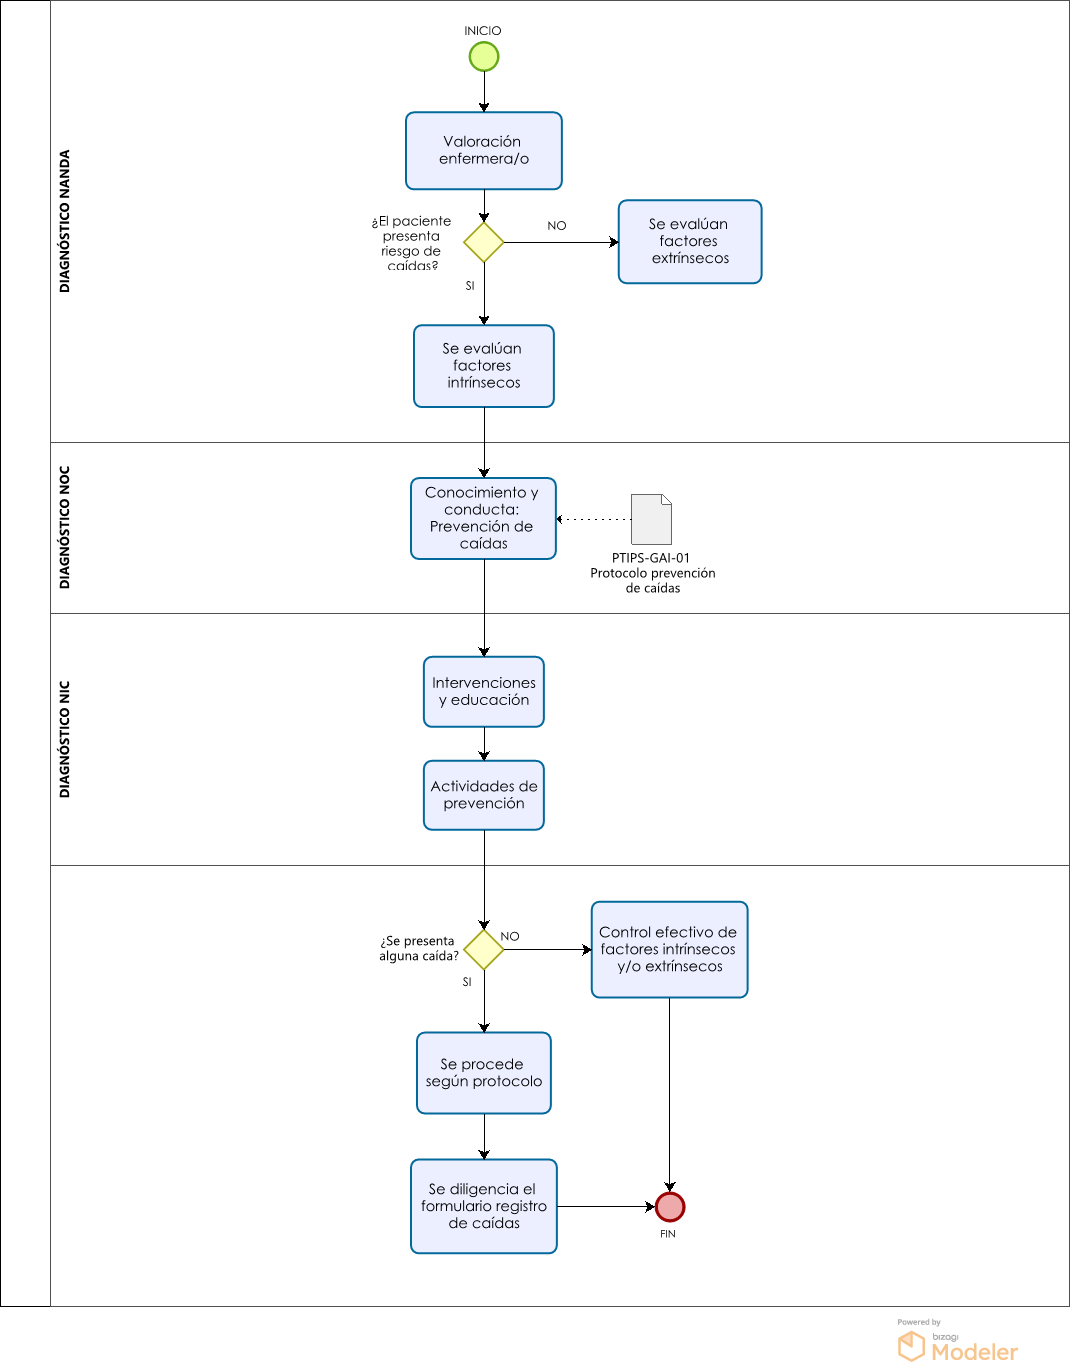 INICIO
DIAGNÓSTICO NANDA
Valoración
enfermera/o
¿El paciente
presenta
riesgo de
caídas?
NO
Se evalúan
factores
extrínsecos
SI
Se evalúan
factores
intrínsecos
DIAGNÓSTICO NOC
Conocimiento y
conducta:
Prevención de
caídas
PTIPS-GAI-01
Protocolo prevención
de caídas
DIAGNÓSTICO NIC
Intervenciones
y educación
Actividades de
prevención
¿Se presenta
alguna caída?
NO
Control efectivo de
factores intrínsecos
y/o extrínsecos
SI
Se procede
según protocolo
Se diligencia el
formulario registro
de caídas
FIN
Powered by
bizagi
Modeler